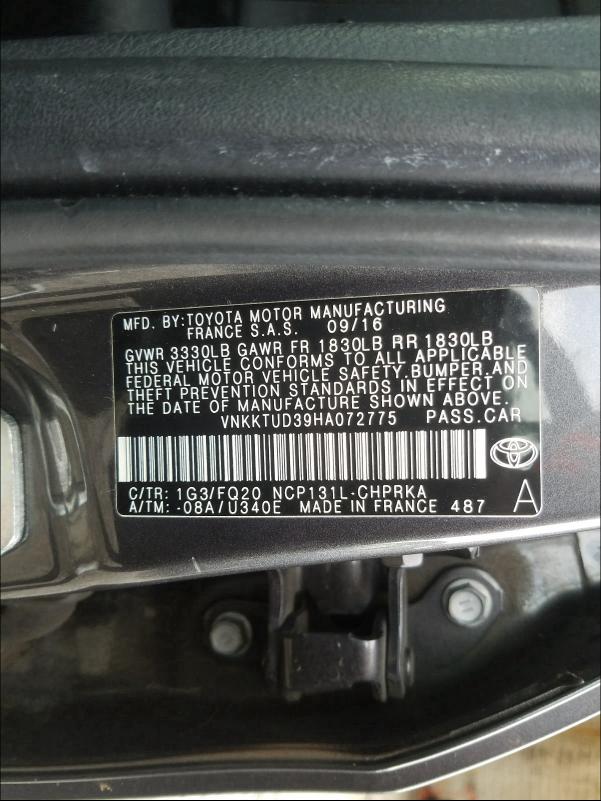 MFD. BY:TOYOTA MOTOR MANUFACTURING
FRANCE S.A.S. 09/16
GVWR 3330LB GAWR FR 1830LB RR 1830LB
THIS VEHICLE CONFORMS TO ALL APPLICABLE
FEDERAL MOTOR VEHICLE SAFETY,BUMPER,AND
THEFT PREVENTION STANDARDS IN EFFECT ON
THE DATE OF MANUFACTURE SHOWN ABOVE.
VNKKTUD39HA072775 PASS.CAR
C/TR: 1G3/FQ20 NCP131L-CHPRKA
A/TM: -08A/U340E MADE IN FRANCE 487 A